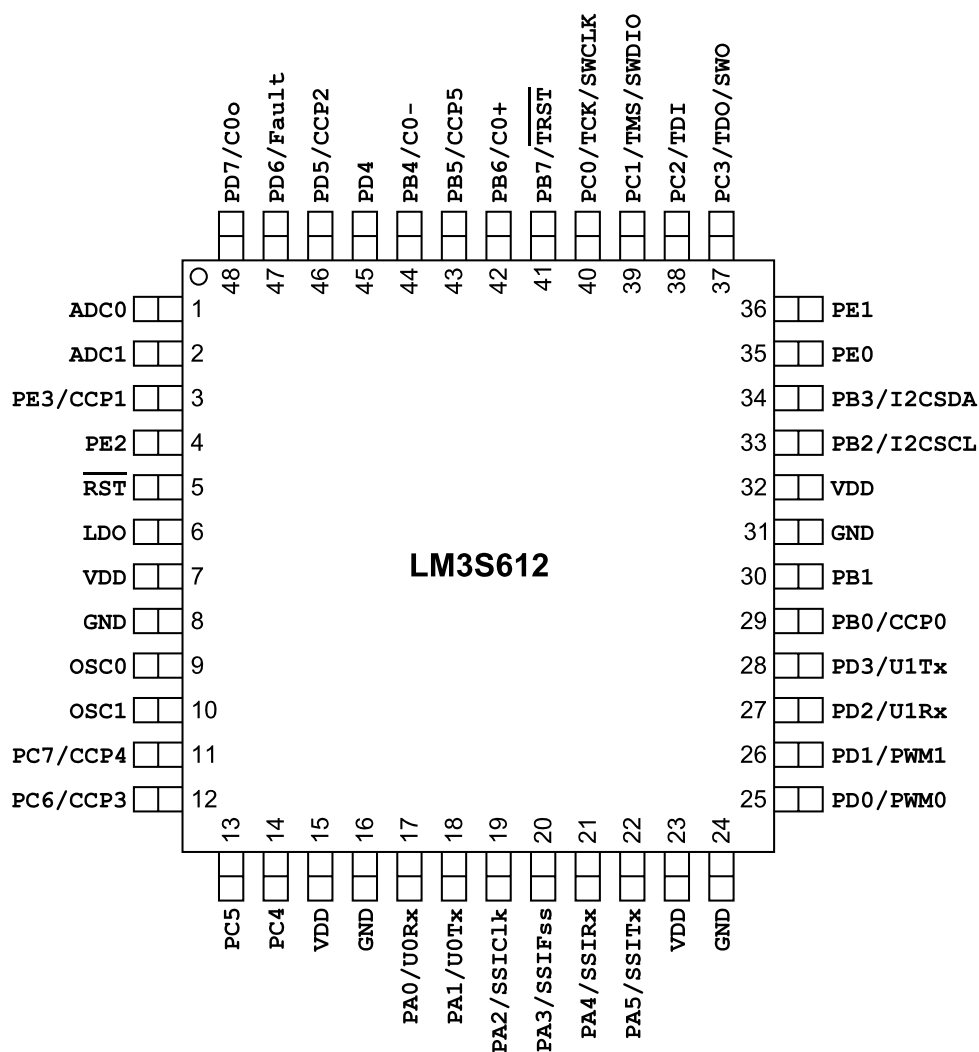 PD7/C0o
PD6/Fault
PD5/CCP2
PD4
PB4/C0-
PB5/CCP5
PB6/C0+
PB7/TRST
PC0/TCK/SWCLK
PC1/TMS/SWDIO
PC2/TDI
PC3/TDO/SWO
48
47
46
45
44
43
42
41
40
39
38
37
ADC0 1
ADC1 2
PE3/CCP1 3
PE2 4
RST 5
LDO 6
VDD 7
GND 8
OSC0 9
OSC1 10
PC7/CCP4 11
PC6/CCP3 12
LM3S612
36 PE1
35 PE0
34 PB3/I2CSDA
33 PB2/I2CSCL
32 VDD
31 GND
30 PB1
29 PB0/CCP0
28 PD3/U1Tx
27 PD2/U1Rx
26 PD1/PWM1
25 PD0/PWM0
13
14
15
16
17
18
19
20
21
22
23
24
PC5
PC4
VDD
GND
PA0/U0Rx
PA1/U0Tx
PA2/SSIClk
PA3/SSIFss
PA4/SSIRx
PA5/SSITx
VDD
GND